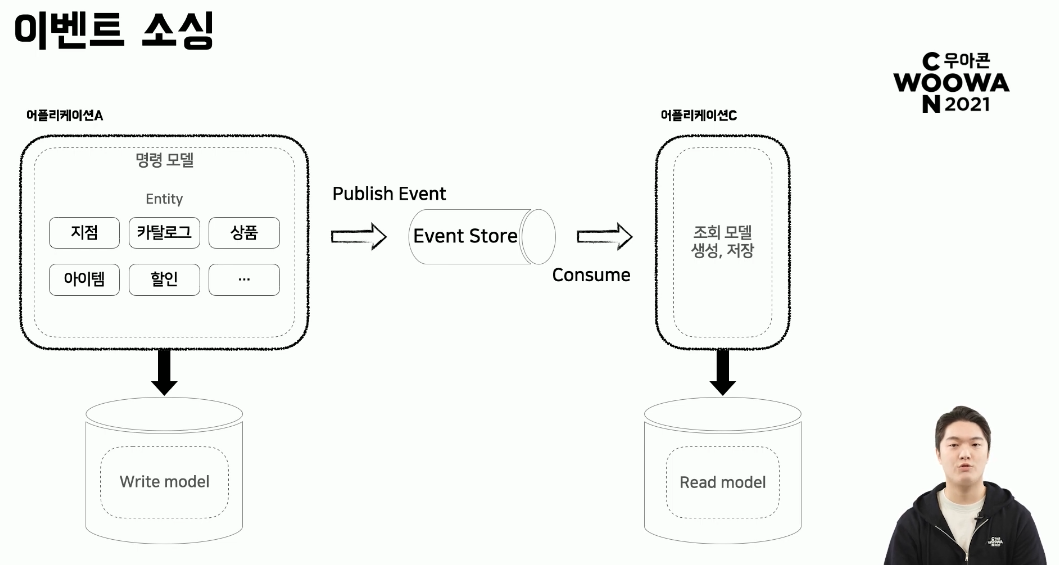 이벤트 소싱
C 우아콘
WOOWA
N 2021
어플리케이션A
어플리케이션C
명령 모델
Entity
지점
카탈로그
상품
아이템
할인
...
Publish Event
Event Store
Consume
조회 모델
생성, 저장
Write model
Read model